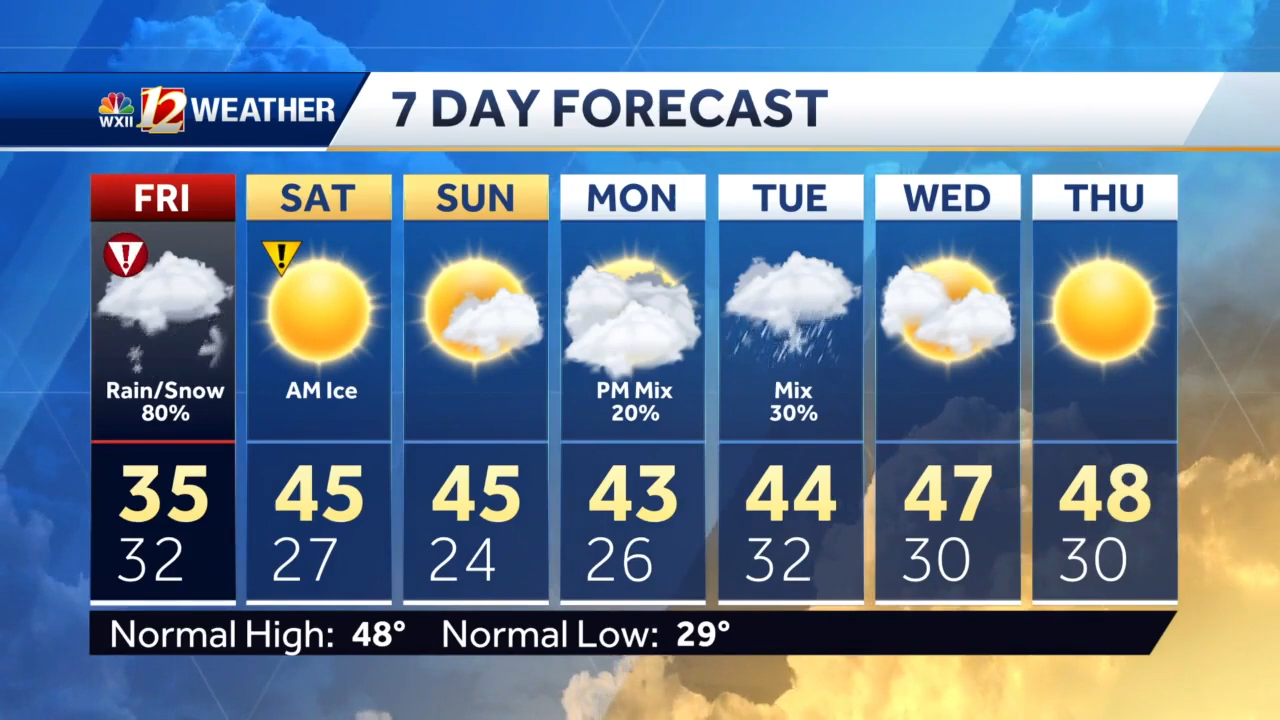 WXII 12 WEATHER
7 DAY FORECAST
FRI SAT SUN MON TUE WED THU
! !
Rain/Snow AM Ice PM Mix Mix
80% 20% 30%
35 45 45 43 44 47 48
32 27 24 26 32 30 30
Normal High: 48° Normal Low: 29°